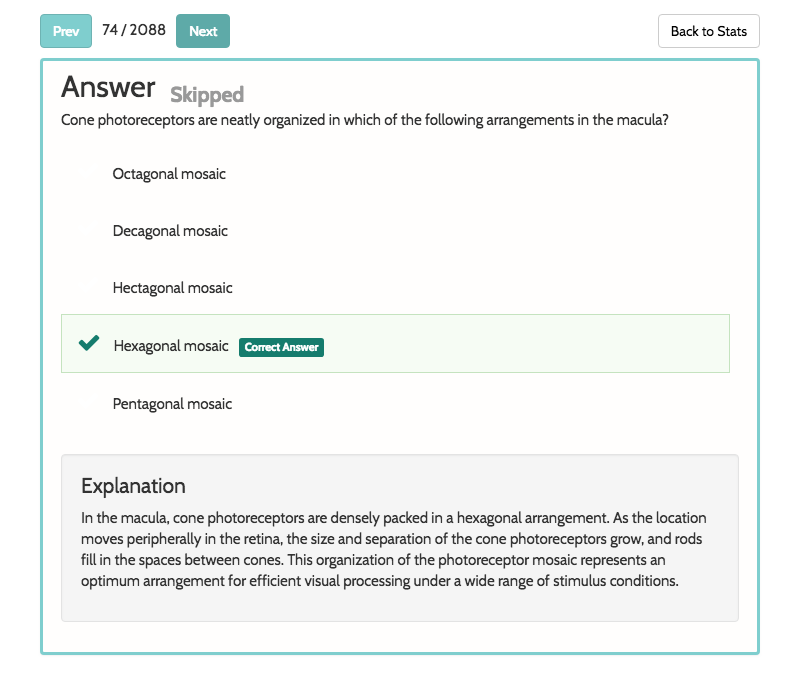 Prev 74 / 2088 Next Back to Stats
Answer Skipped
Cone photoreceptors are neatly organized in which of the following arrangements in the macula?
Octagonal mosaic
Decagonal mosaic
Hectagonal mosaic
Hexagonal mosaic Correct Answer
Pentagonal mosaic
Explanation
In the macula, cone photoreceptors are densely packed in a hexagonal arrangement. As the location
moves peripherally in the retina, the size and separation of the cone photoreceptors grow, and rods
fill in the spaces between cones. This organization of the photoreceptor mosaic represents an
optimum arrangement for efficient visual processing under a wide range of stimulus conditions.